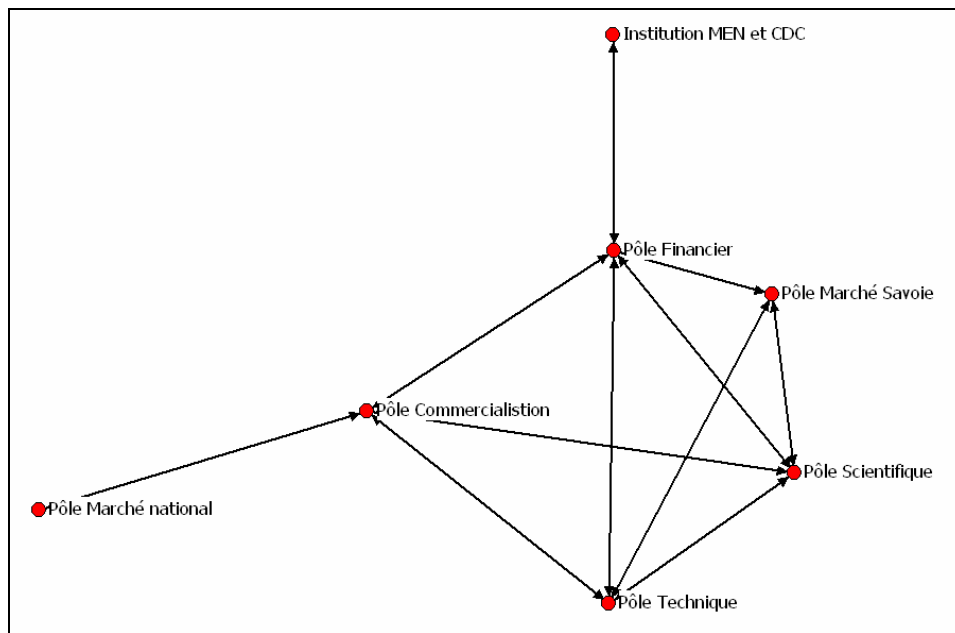 Institution MEN et CDC
Pôle Financier
Pôle Marché Savoie
Pôle Commercialistion
Pôle Scientifique
Pôle Marché national
Pôle Technique